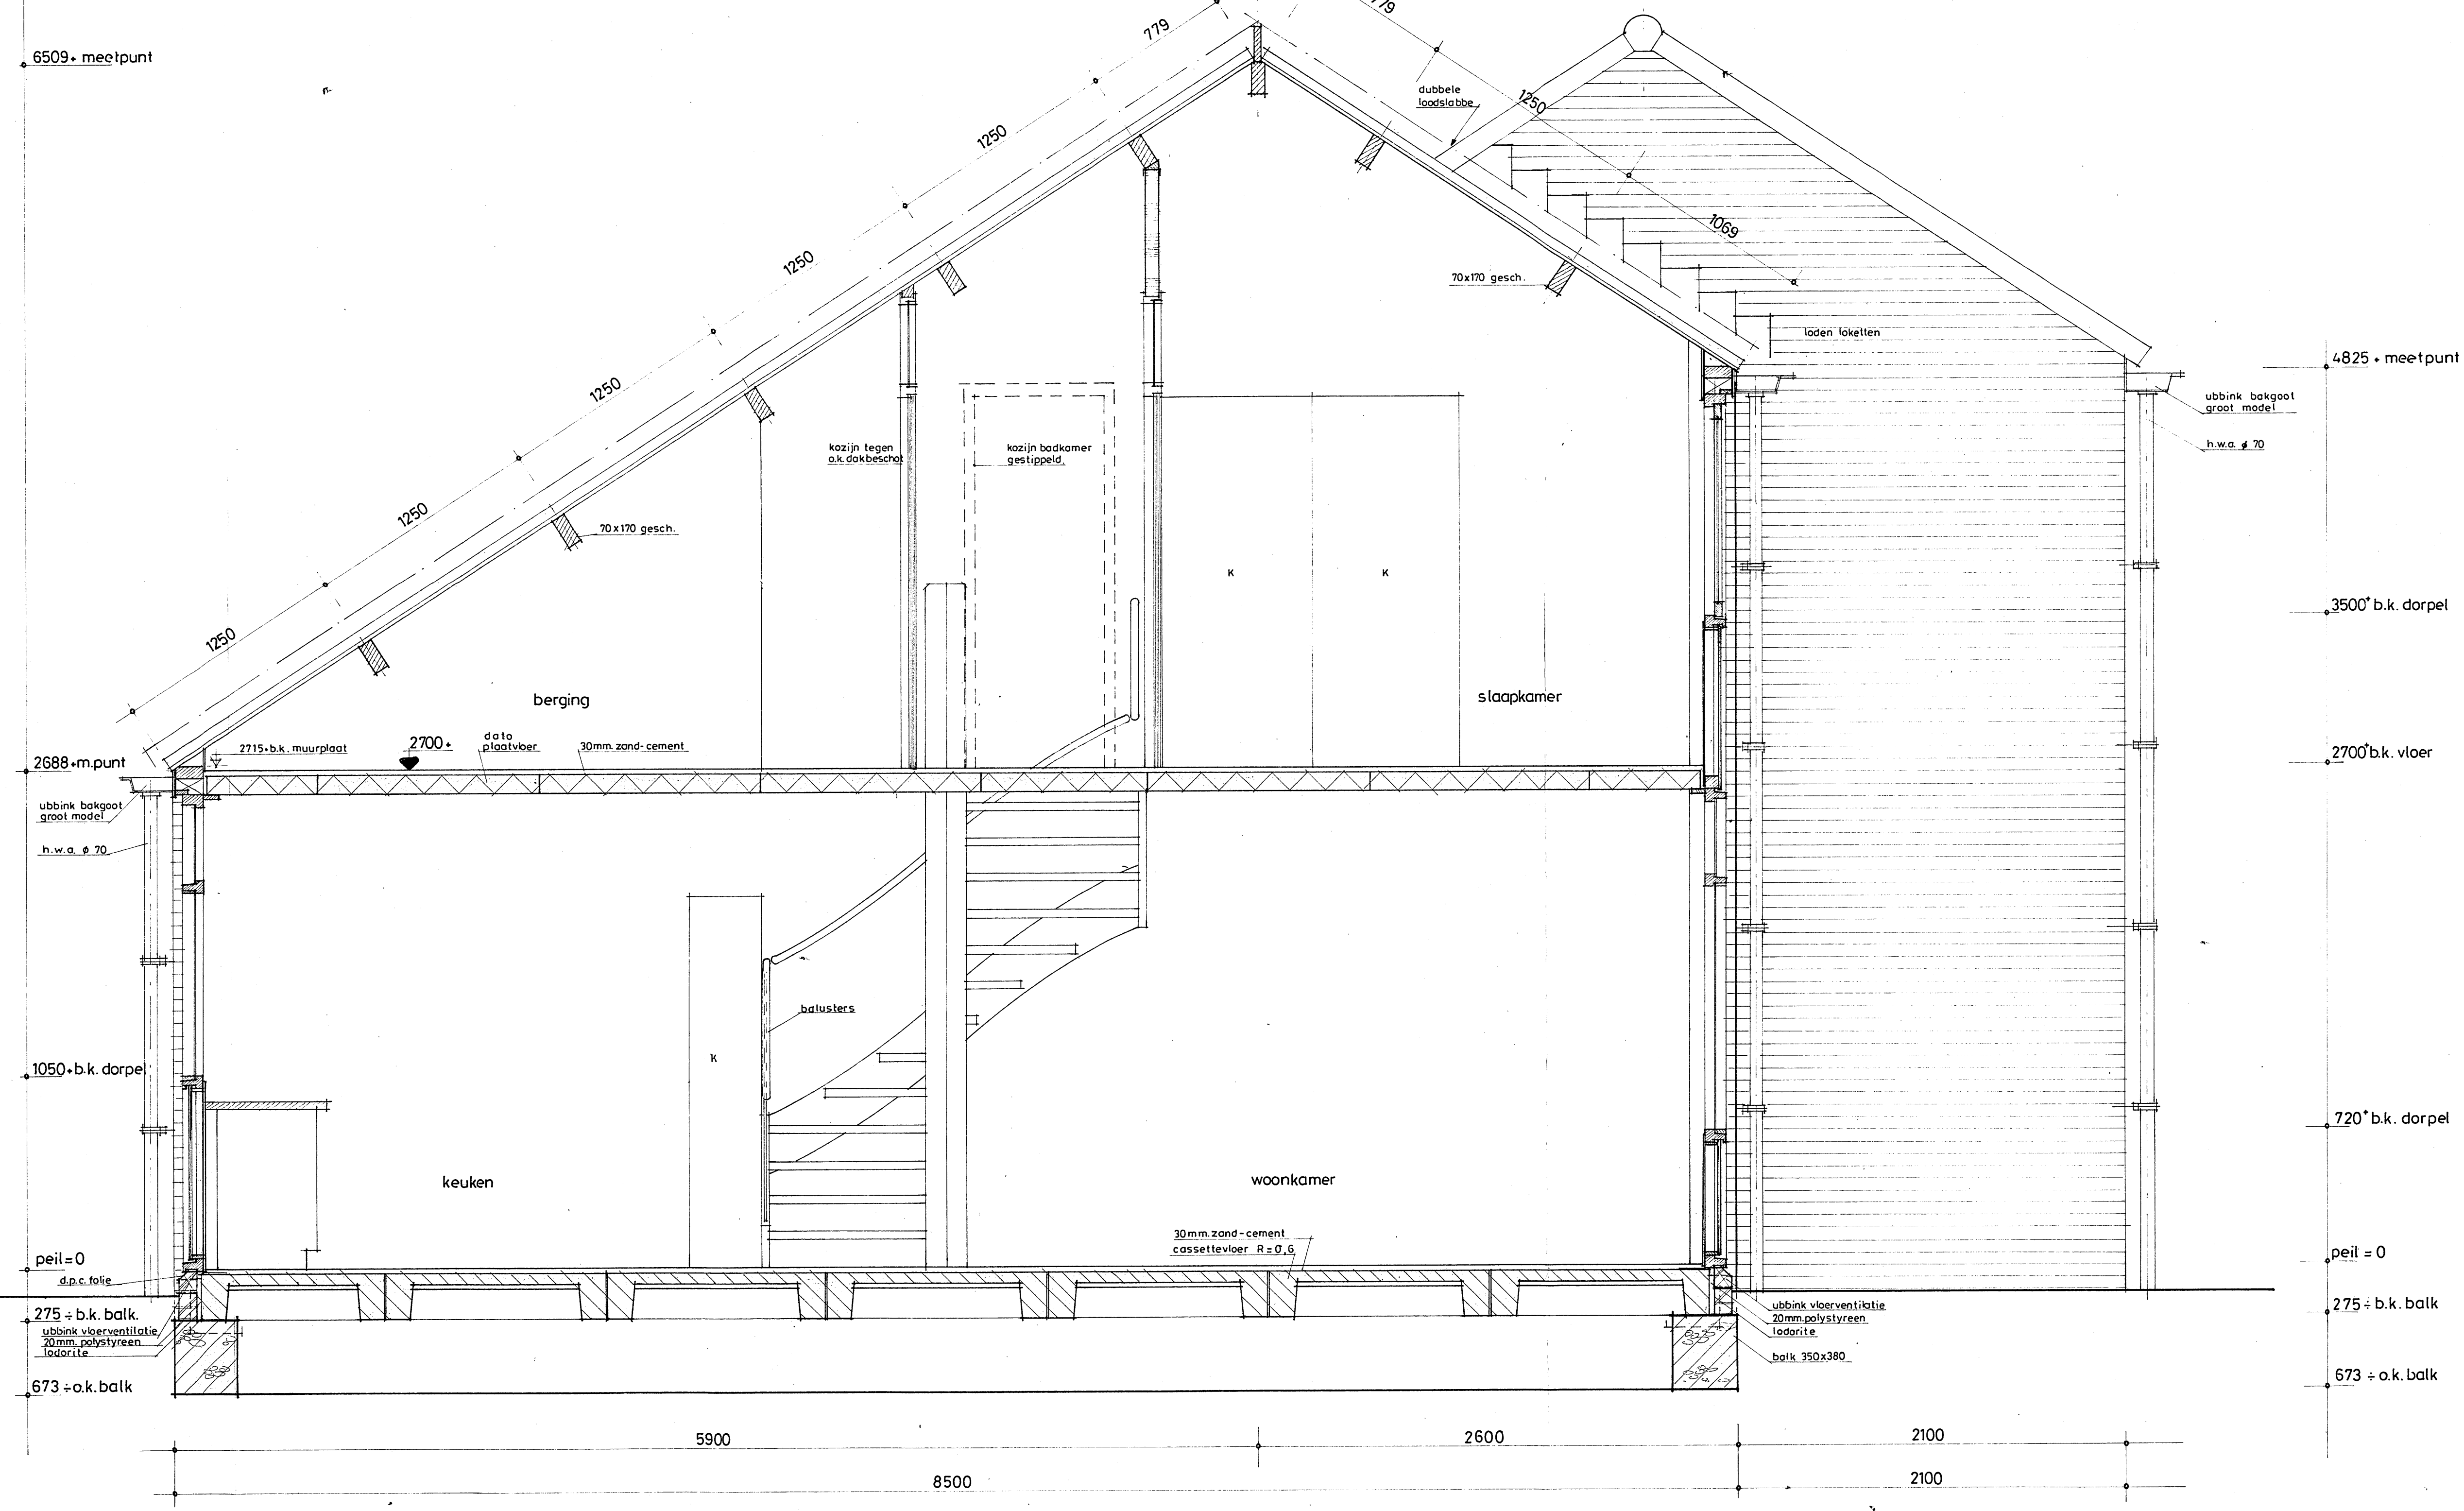 779
779
6509+ meetpunt
dubbele
loodslabbe
1250
1250
1069
1250
70x170 gesch.
loden loketten
4825 + meetpunt
1250
ubbink bakgoot
groot model
kozijn tegen
o.k. dakbeschot
kozijn badkamer
gestippeld
h.w.a. ø 70
1250
70x170 gesch.
K
K
3500+ b.k. dorpel
1250
berging
slaapkamer
2688+m.punt
2715+b.k. muurplaat
2700+
dato
plaatvloer
30mm. zand-cement
2700+ b.k. vloer
ubbink bakgoot
groot model
h.w.a. ø 70
balusters
K
1050+b.k. dorpel
720+ b.k. dorpel
keuken
woonkamer
30mm. zand-cement
cassettevloer R=0,6
peil=0
peil = 0
d.p.c. folie
275 ÷ b.k. balk.
ubbink vloerventilatie
20mm. polystyreen
lodorite
ubbink vloerventilatie
20mm. polystyreen
lodorite
balk 350x380
275 ÷ b.k. balk
673 ÷ o.k. balk
673 ÷ o.k. balk
5900
2600
2100
8500
2100